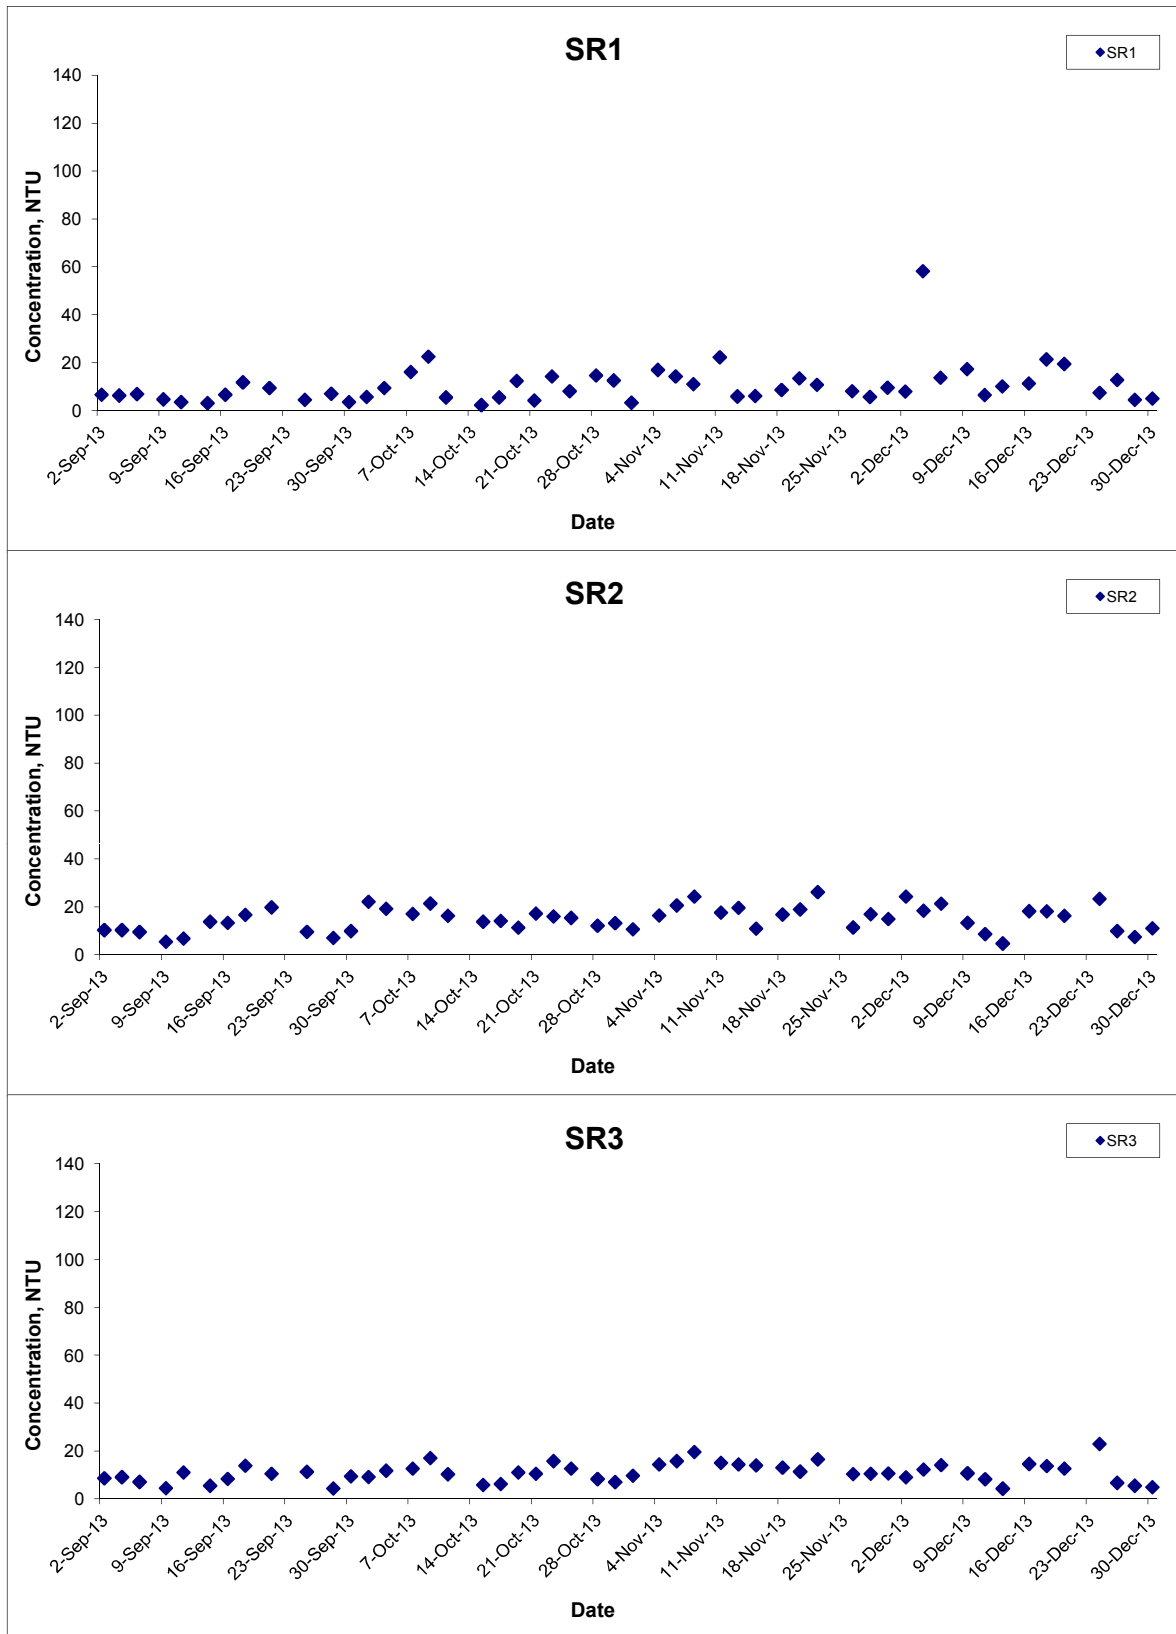 SR1
SR1
140
120
100
80
60
40
20
0
Concentration, NTU
2-Sep-13
9-Sep-13
16-Sep-13
23-Sep-13
30-Sep-13
7-Oct-13
14-Oct-13
21-Oct-13
28-Oct-13
4-Nov-13
11-Nov-13
18-Nov-13
25-Nov-13
2-Dec-13
9-Dec-13
16-Dec-13
23-Dec-13
30-Dec-13
Date
SR2
SR2
140
120
100
80
60
40
20
0
Concentration, NTU
2-Sep-13
9-Sep-13
16-Sep-13
23-Sep-13
30-Sep-13
7-Oct-13
14-Oct-13
21-Oct-13
28-Oct-13
4-Nov-13
11-Nov-13
18-Nov-13
25-Nov-13
2-Dec-13
9-Dec-13
16-Dec-13
23-Dec-13
30-Dec-13
Date
SR3
SR3
140
120
100
80
60
40
20
0
Concentration, NTU
2-Sep-13
9-Sep-13
16-Sep-13
23-Sep-13
30-Sep-13
7-Oct-13
14-Oct-13
21-Oct-13
28-Oct-13
4-Nov-13
11-Nov-13
18-Nov-13
25-Nov-13
2-Dec-13
9-Dec-13
16-Dec-13
23-Dec-13
30-Dec-13
Date